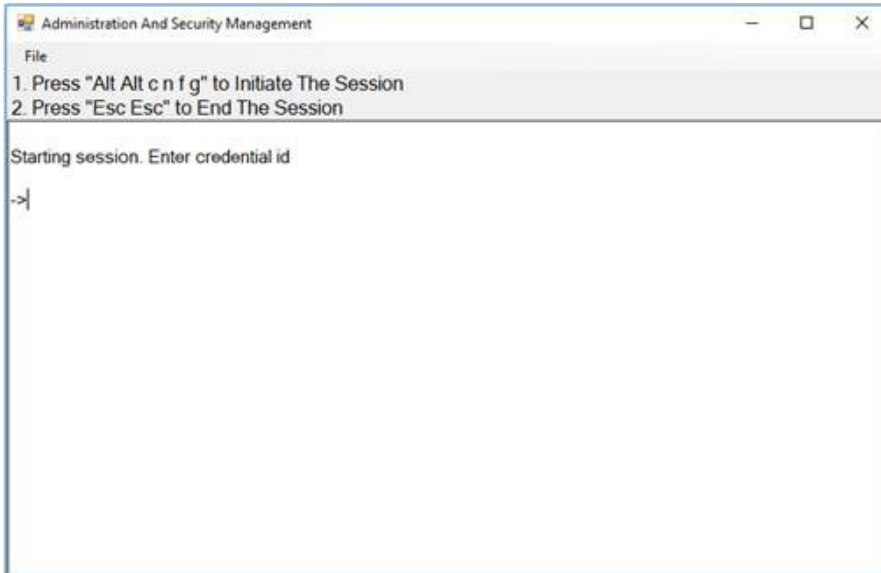 Administration And Security Management
File
1. Press "Alt Alt c n f g" to Initiate The Session
2. Press "Esc Esc" to End The Session
Starting session. Enter credential id
->